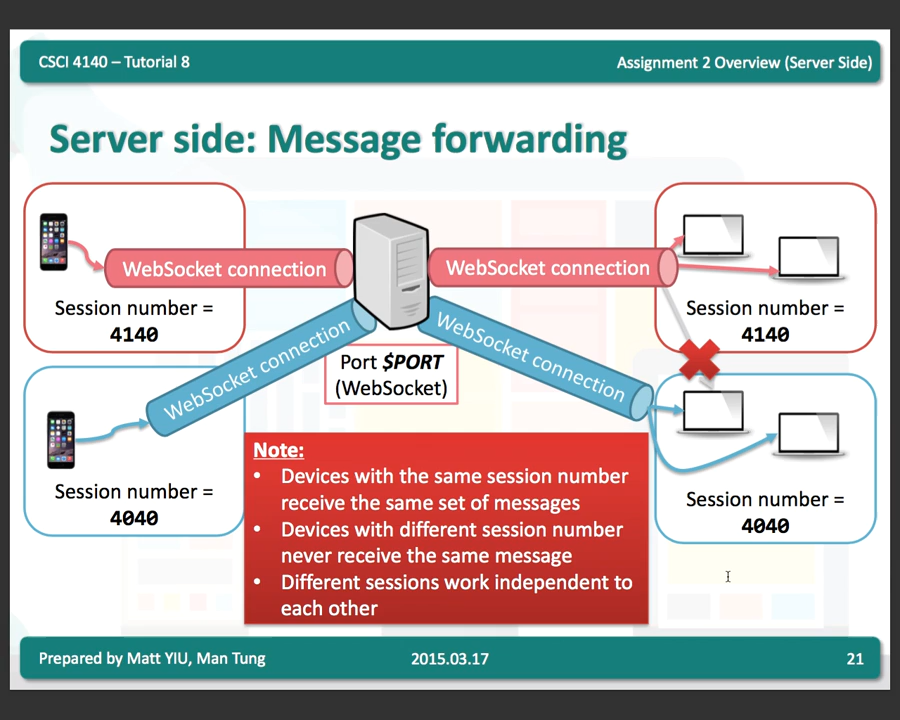 CSCI 4140 – Tutorial 8
Assignment 2 Overview (Server Side)
Server side: Message forwarding
WebSocket connection
WebSocket connection
Session number =
4140
Session number =
4140
WebSocket connection
WebSocket connection
Port $PORT
(WebSocket)
Session number =
4040
Session number =
4040
Note:
• Devices with the same session number
receive the same set of messages
• Devices with different session number
never receive the same message
• Different sessions work independent to
each other
Prepared by Matt YIU, Man Tung
2015.03.17
21